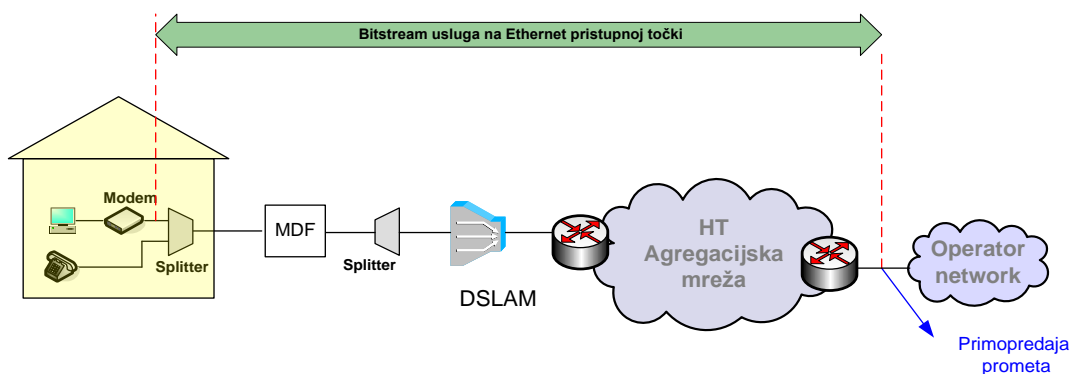 Bitstream usluga na Ethernet pristupnoj točki
Modem
Splitter
MDF
Splitter
DSLAM
HT
Agregacijska
mreža
Operator
network
Primopredaja
prometa